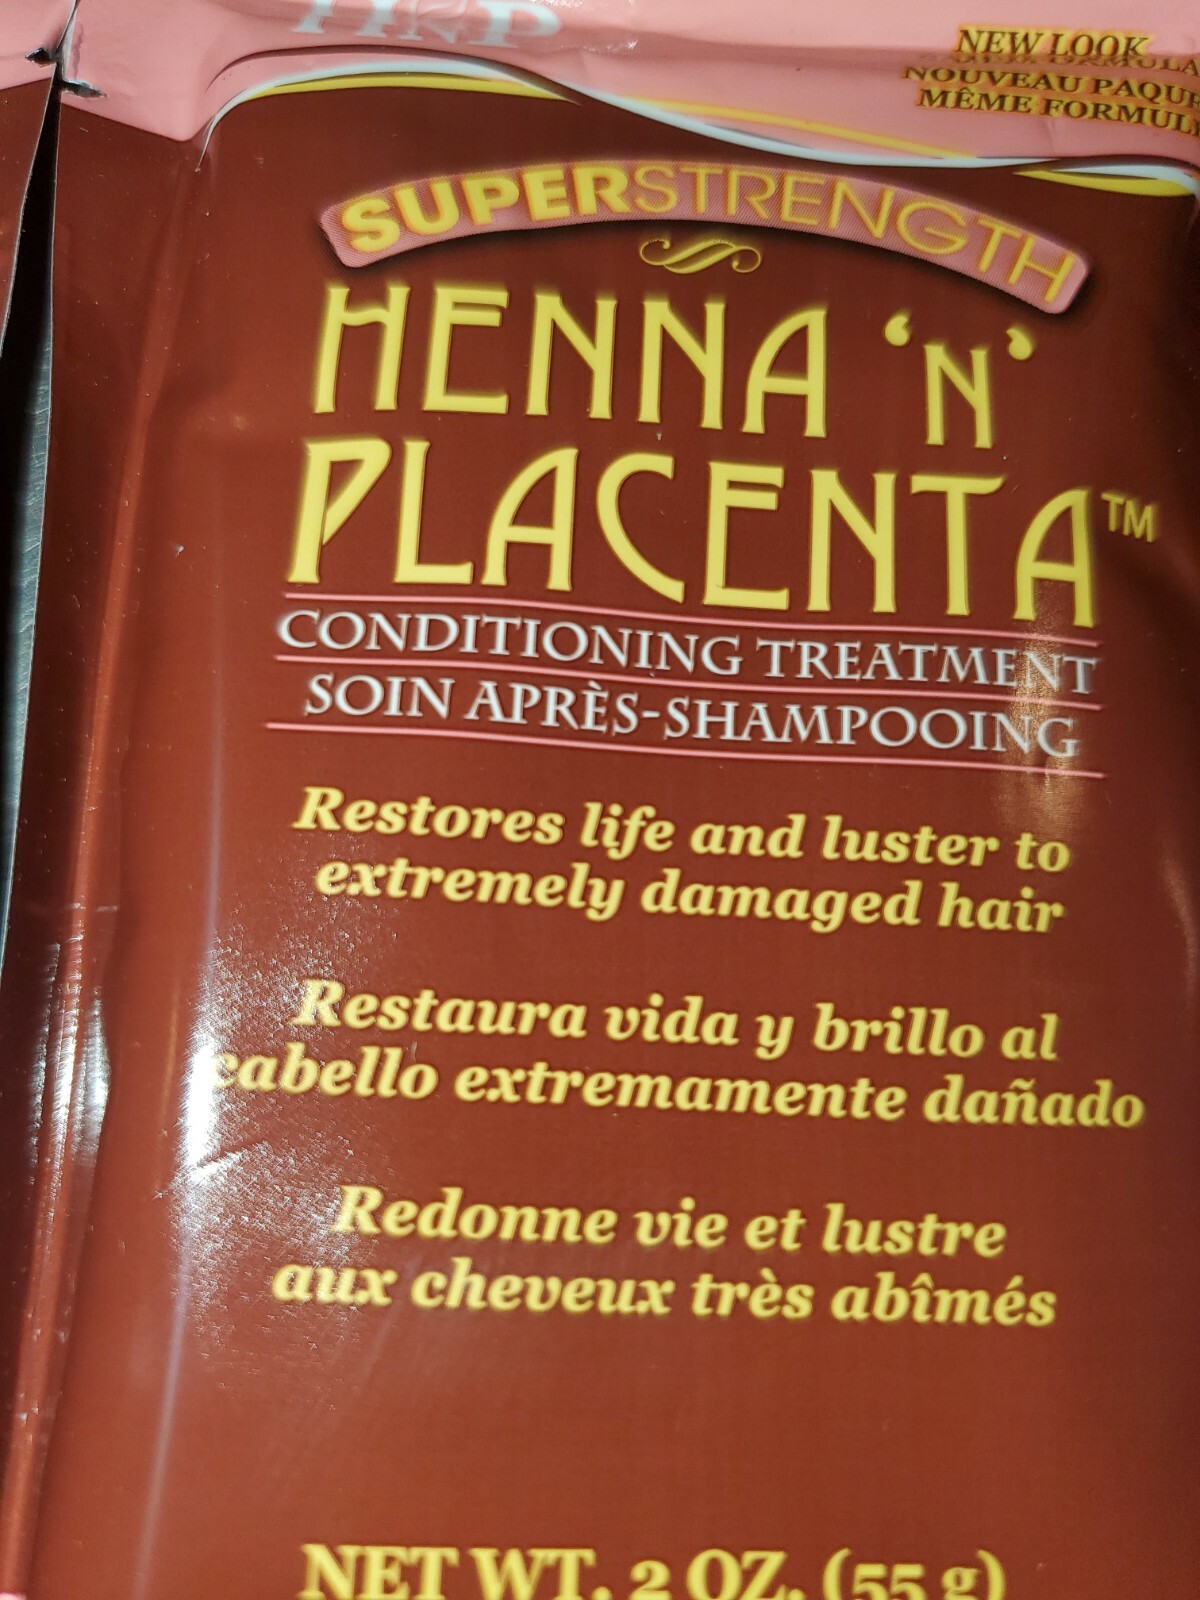 NEW LOOK
NOUVEAU
MÊME
SUPERSTRENGTH
HENNA ‘N’
PLACENTA™
CONDITIONING TREATMENT
SOIN APRÈS-SHAMPOOING
Restores life and luster to
extremely damaged hair
Restaura vida y brillo al
cabello extremamente dañado
Redonne vie et lustre
aux cheveux très abîmés
NET WT. 2 OZ. (55 g)